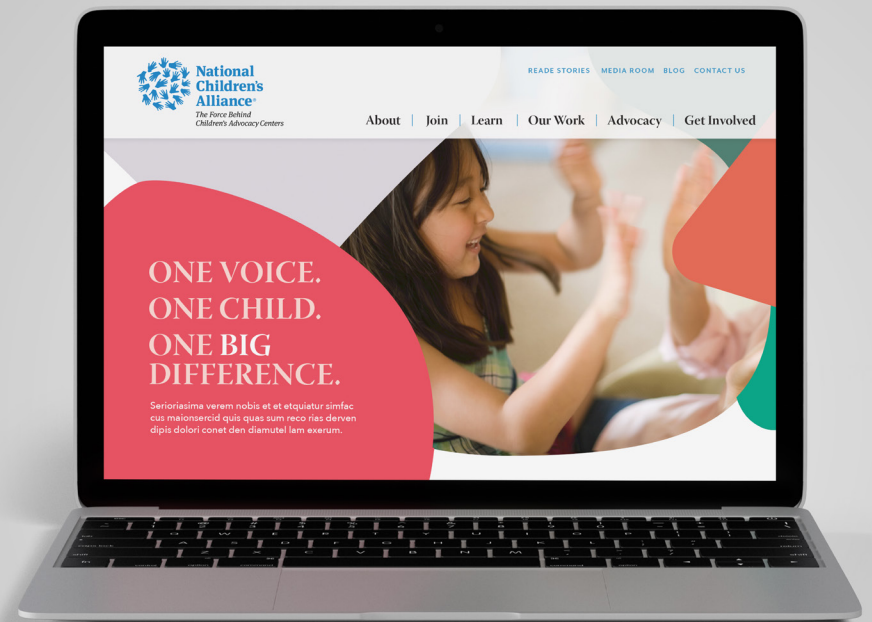 National
Children's
Alliance®
The Force Behind
Children's Advocacy Centers
READE STORIES MEDIA ROOM BLOG CONTACT US
About | Join | Learn | Our Work | Advocacy | Get Involved
ONE VOICE.
ONE CHILD.
ONE BIG
DIFFERENCE.
Serioriasima verem nobis et et etquiatur simfac
cus maionsercid quis quas sum reco rias derven
dipis dolori conet den diamutel lam exerum.